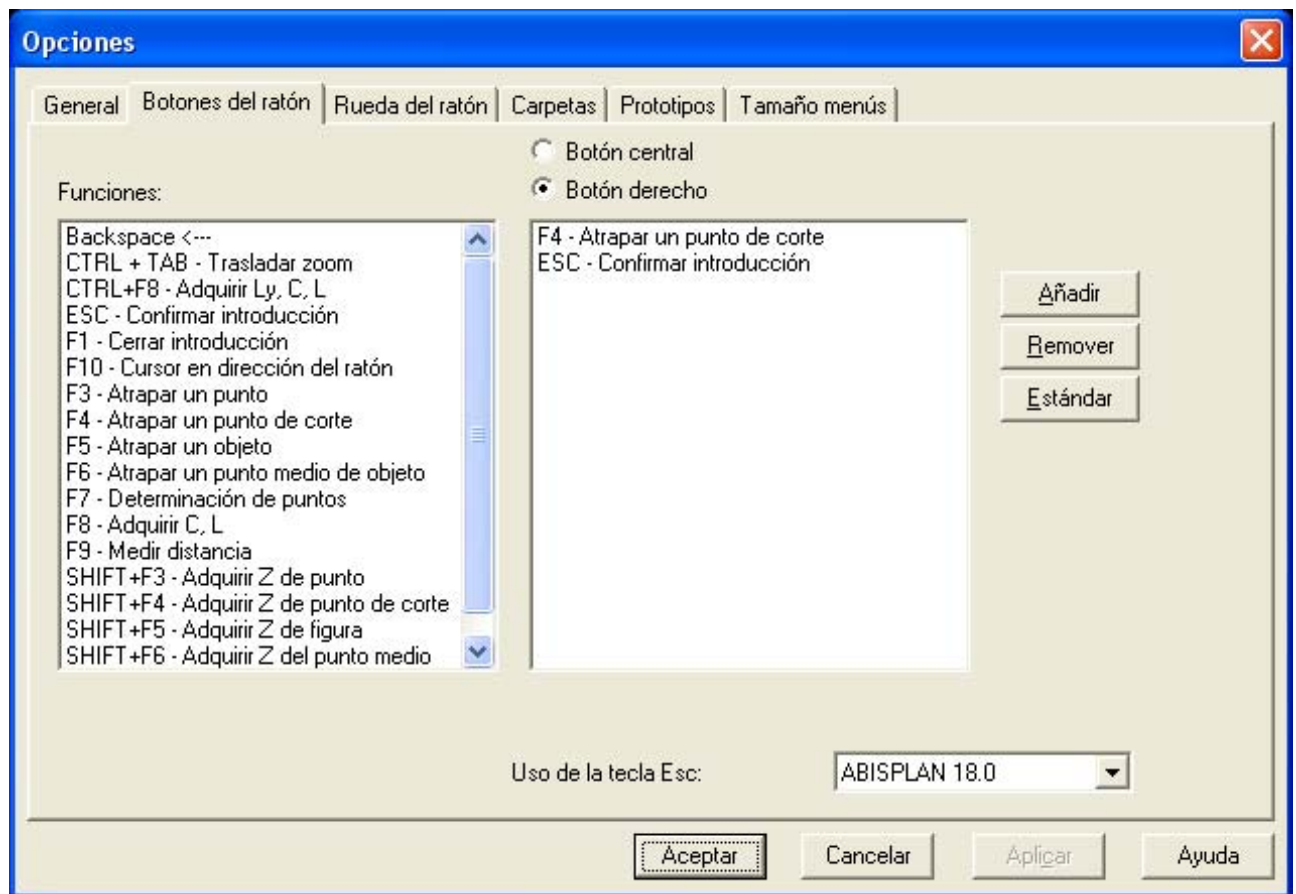 Opciones
General
Botones del ratón
Rueda del ratón
Carpetas
Prototipos
Tamaño menús
Botón central
Botón derecho
Funciones:
Backspace <---
CTRL + TAB - Trasladar zoom
CTRL+F8 - Adquirir Ly, C, L
ESC - Confirmar introducción
F1 - Cerrar introducción
F10 - Cursor en dirección del ratón
F3 - Atrapar un punto
F4 - Atrapar un punto de corte
F5 - Atrapar un objeto
F6 - Atrapar un punto medio de objeto
F7 - Determinación de puntos
F8 - Adquirir C, L
F9 - Medir distancia
SHIFT+F3 - Adquirir Z de punto
SHIFT+F4 - Adquirir Z de punto de corte
SHIFT+F5 - Adquirir Z de figura
SHIFT+F6 - Adquirir Z del punto medio
F4 - Atrapar un punto de corte
ESC - Confirmar introducción
Añadir
Remover
Estándar
Uso de la tecla Esc:
ABISPLAN 18.0
Aceptar
Cancelar
Aplicar
Ayuda